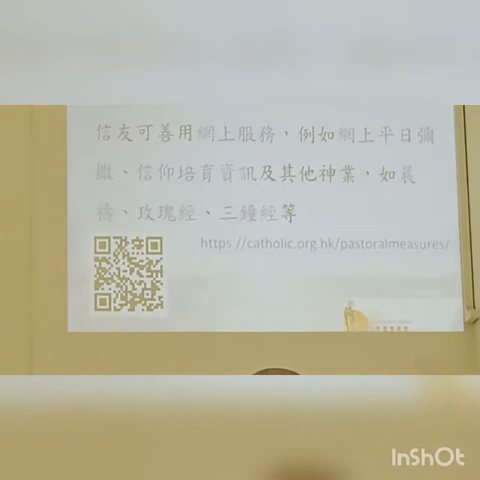 信友可善用網上服務，例如網上平日彌
撒、信仰培育資訊及其他神業，如晨
禱、玫瑰經、三鐘經等
https://catholic.org.hk/pastoralmeasures/
InShOt